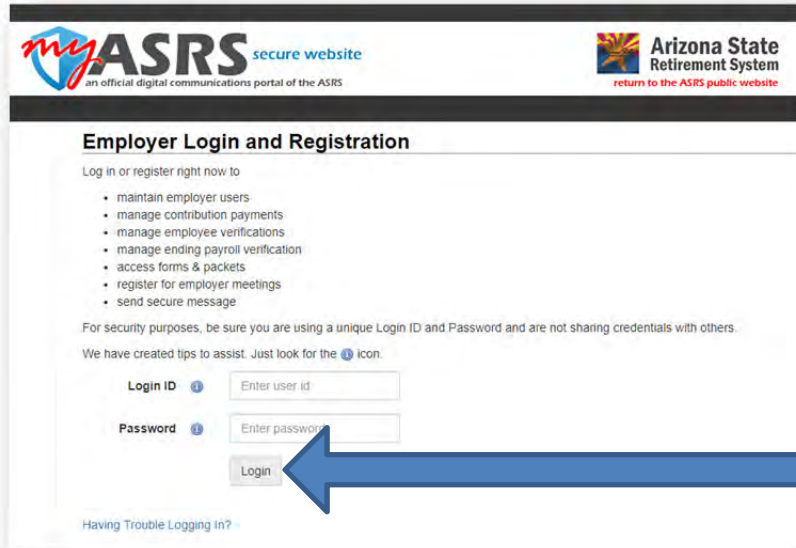 myASRS secure website
an official digital communications portal of the ASRS
Arizona State
Retirement System
return to the ASRS public website
Employer Login and Registration
Log in or register right now to
• maintain employer users
• manage contribution payments
• manage employee verifications
• manage ending payroll verification
• access forms & packets
• register for employer meetings
• send secure message
For security purposes, be sure you are using a unique Login ID and Password and are not sharing credentials with others.
We have created tips to assist. Just look for the i icon.
Login ID i Enter user id
Password i Enter password
Login
Having Trouble Logging In?